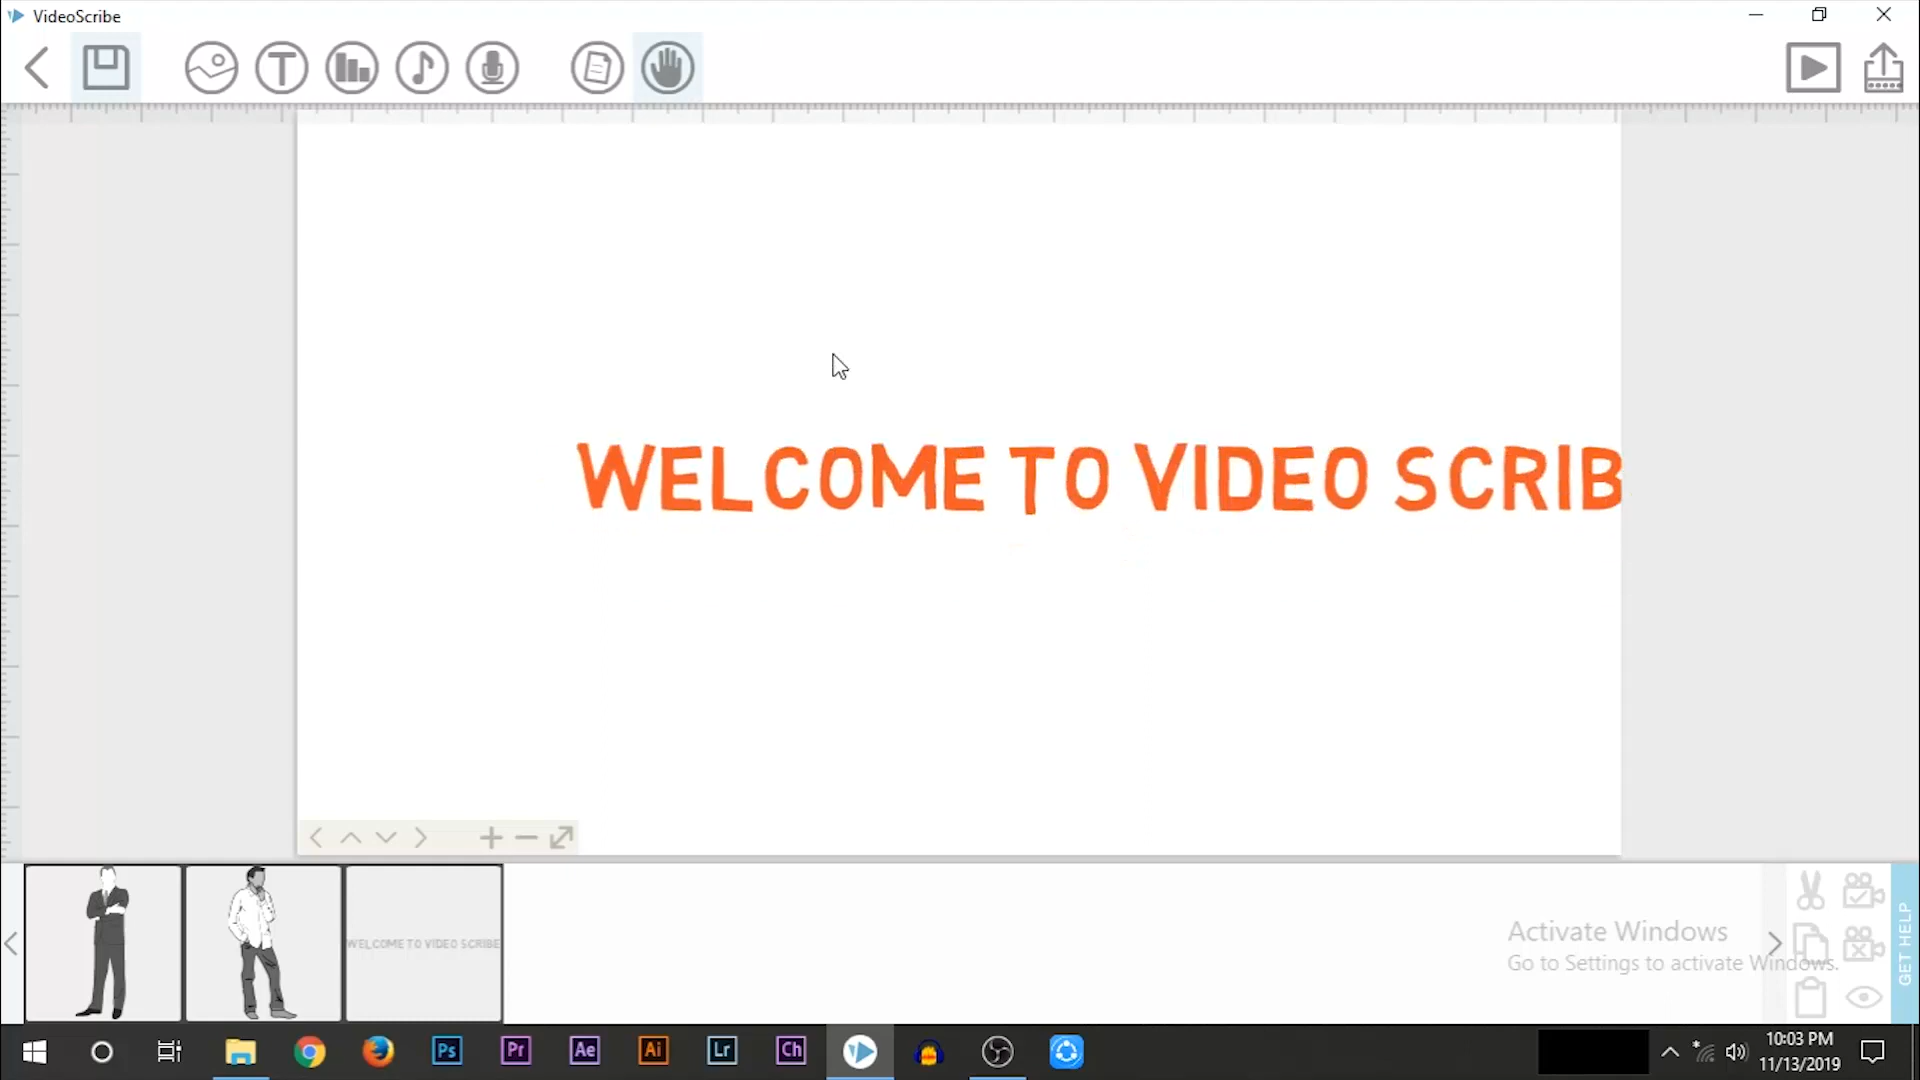 VideoScribe
T
WELCOME TO VIDEO SCRIB
WELCOME TO VIDEO SCRIBE
Activate Windows
Go to Settings to activate Windows.
GET HELP
Ps
Pr
Ae
Ai
Lr
Ch
10:03 PM
11/13/2019